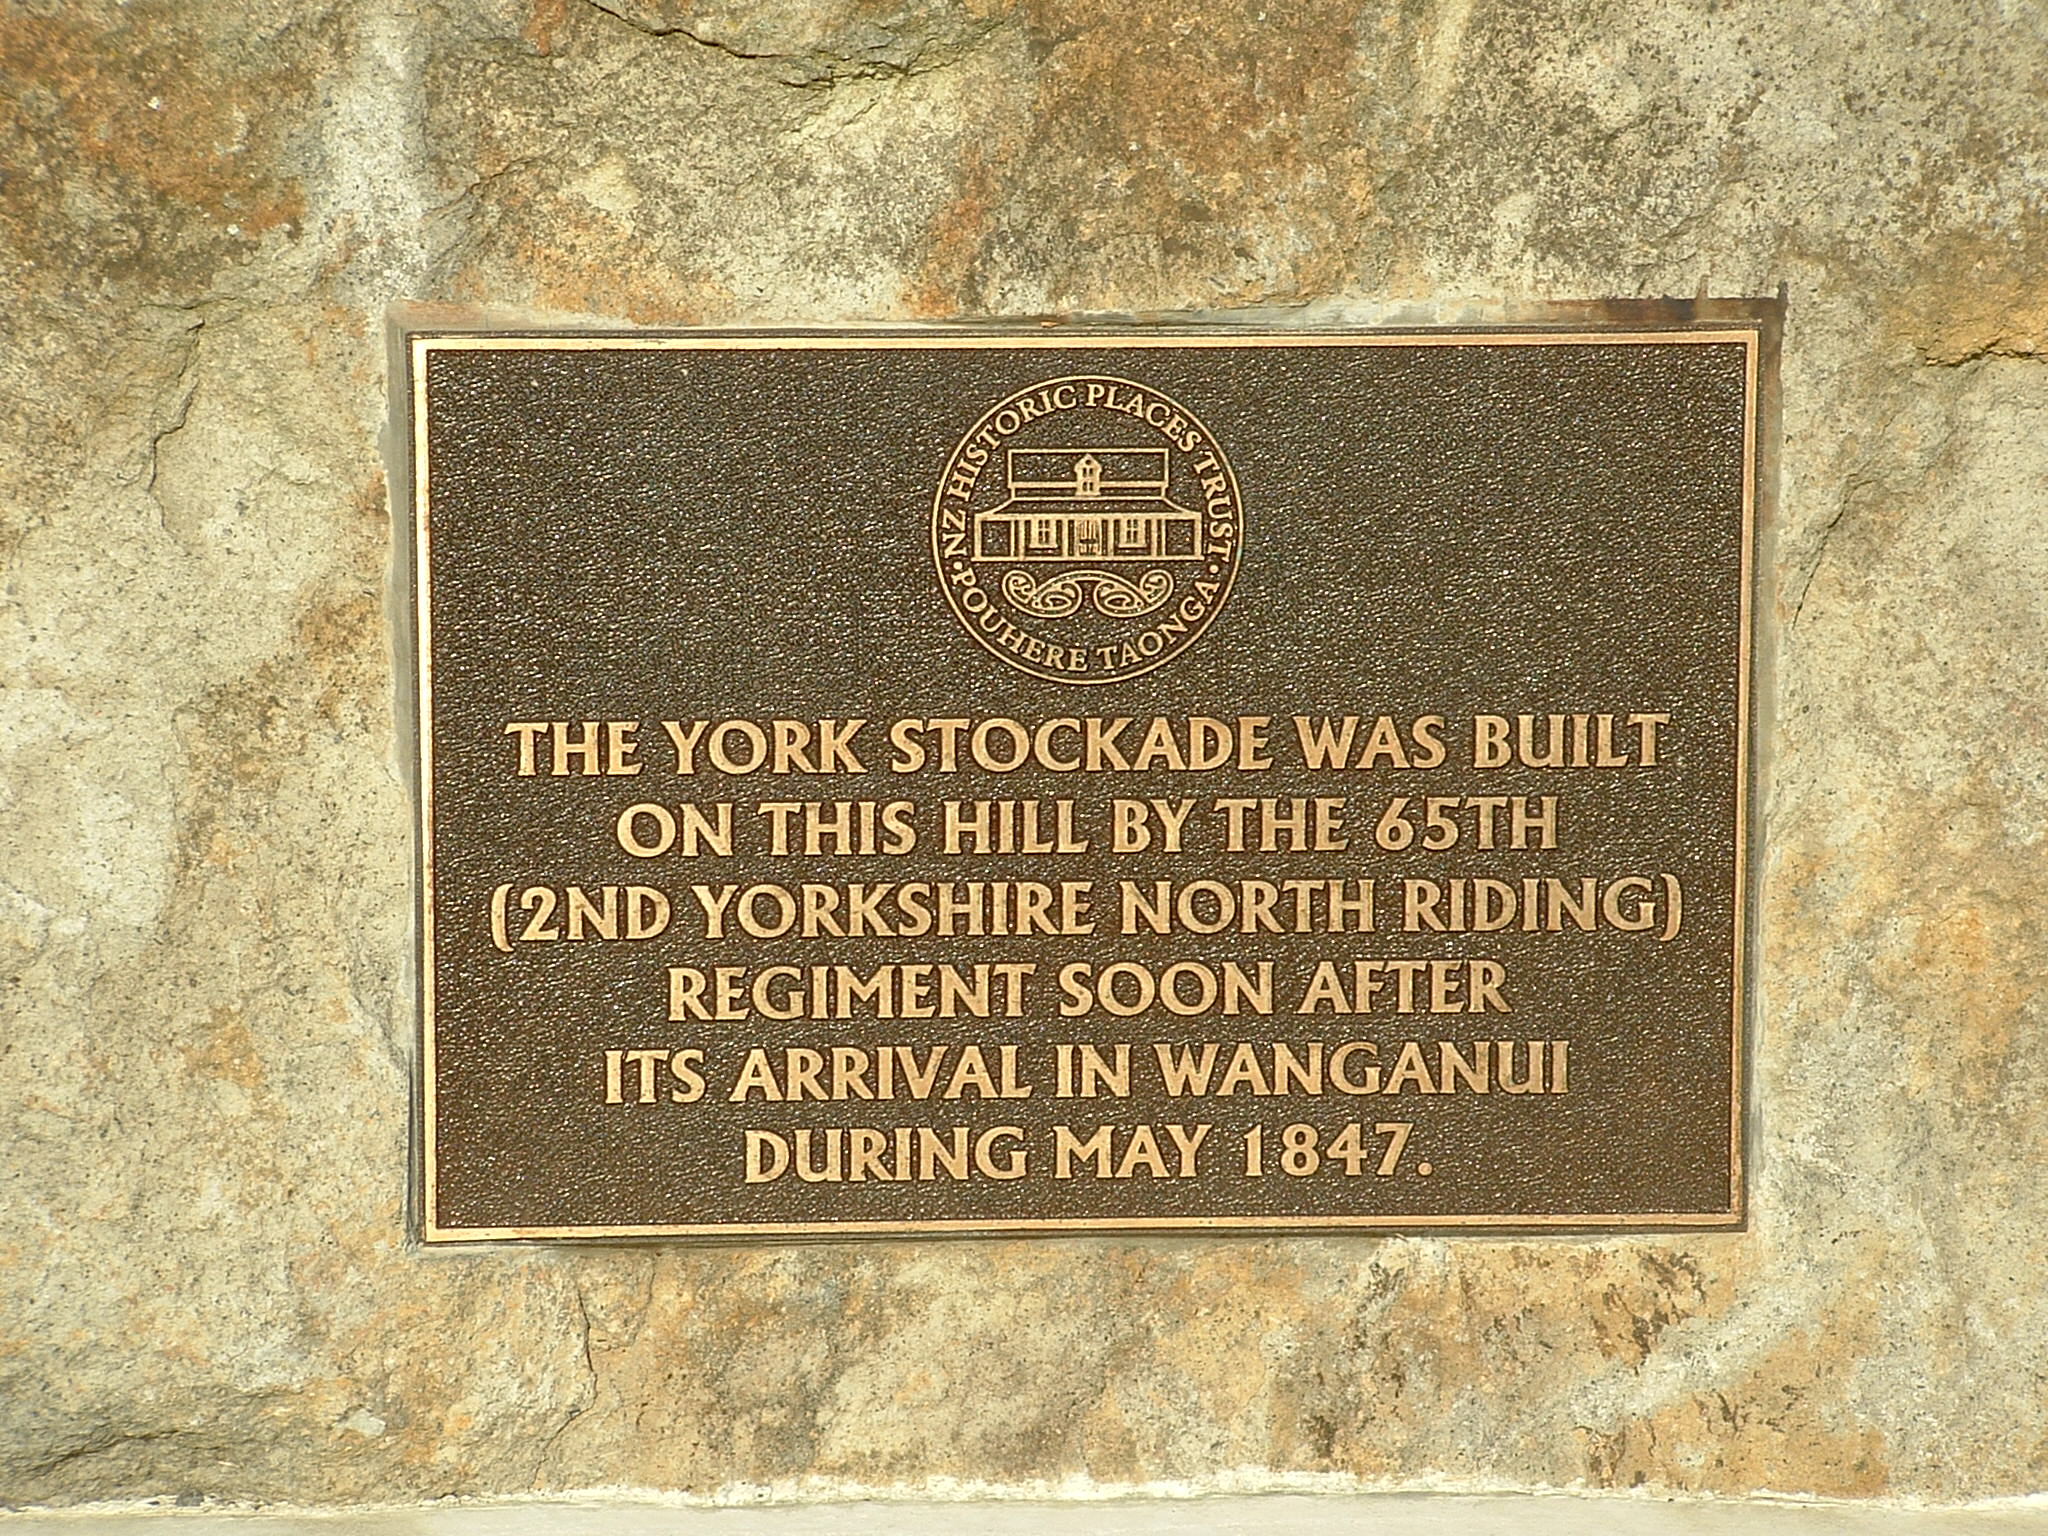 NZ HISTORIC PLACES TRUST
· POUHERE TAONGA ·
THE YORK STOCKADE WAS BUILT
ON THIS HILL BY THE 65TH
(2ND YORKSHIRE NORTH RIDING)
REGIMENT SOON AFTER
ITS ARRIVAL IN WANGANUI
DURING MAY 1847.